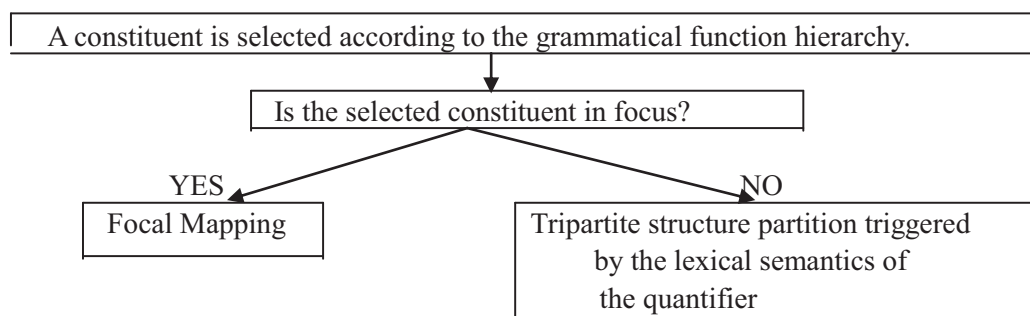 A constituent is selected according to the grammatical function hierarchy.
Is the selected constituent in focus?
YES
NO
Focal Mapping
Tripartite structure partition triggered
by the lexical semantics of
the quantifier